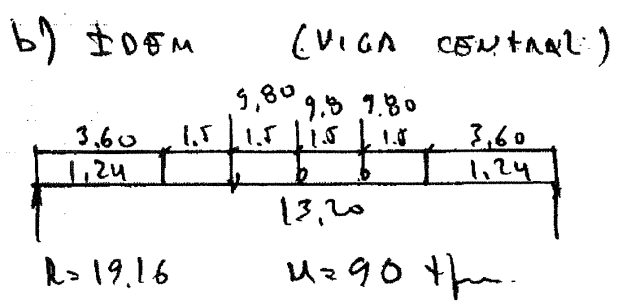 b) IDEM (VIGA CENTRAL)
9,80 9,8 9.80
3,60 1.5 1.5 1.5 1.5 3,60
1,24 1,24
13,20
R=19.16 M=90 tfm.